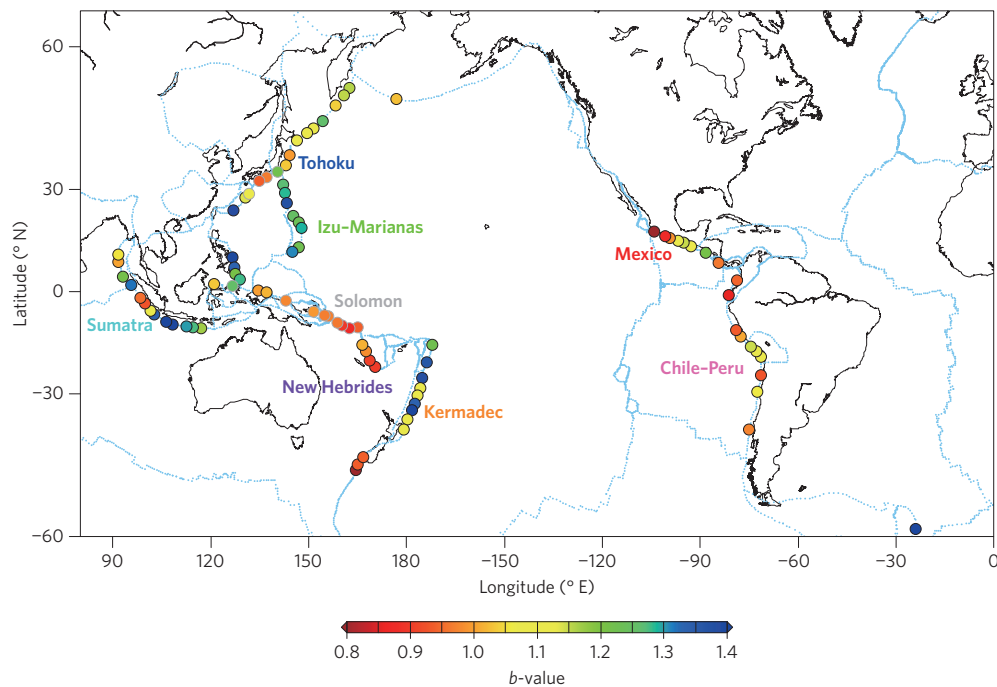 60
Tohoku
30
Izu–Marianas
Mexico
Latitude (° N)
0
Solomon
Sumatra
Chile–Peru
New Hebrides
−30
Kermadec
−60
90 120 150 180 −150 −120 −90 −60 −30 0
Longitude (° E)
0.8 0.9 1.0 1.1 1.2 1.3 1.4
b-value